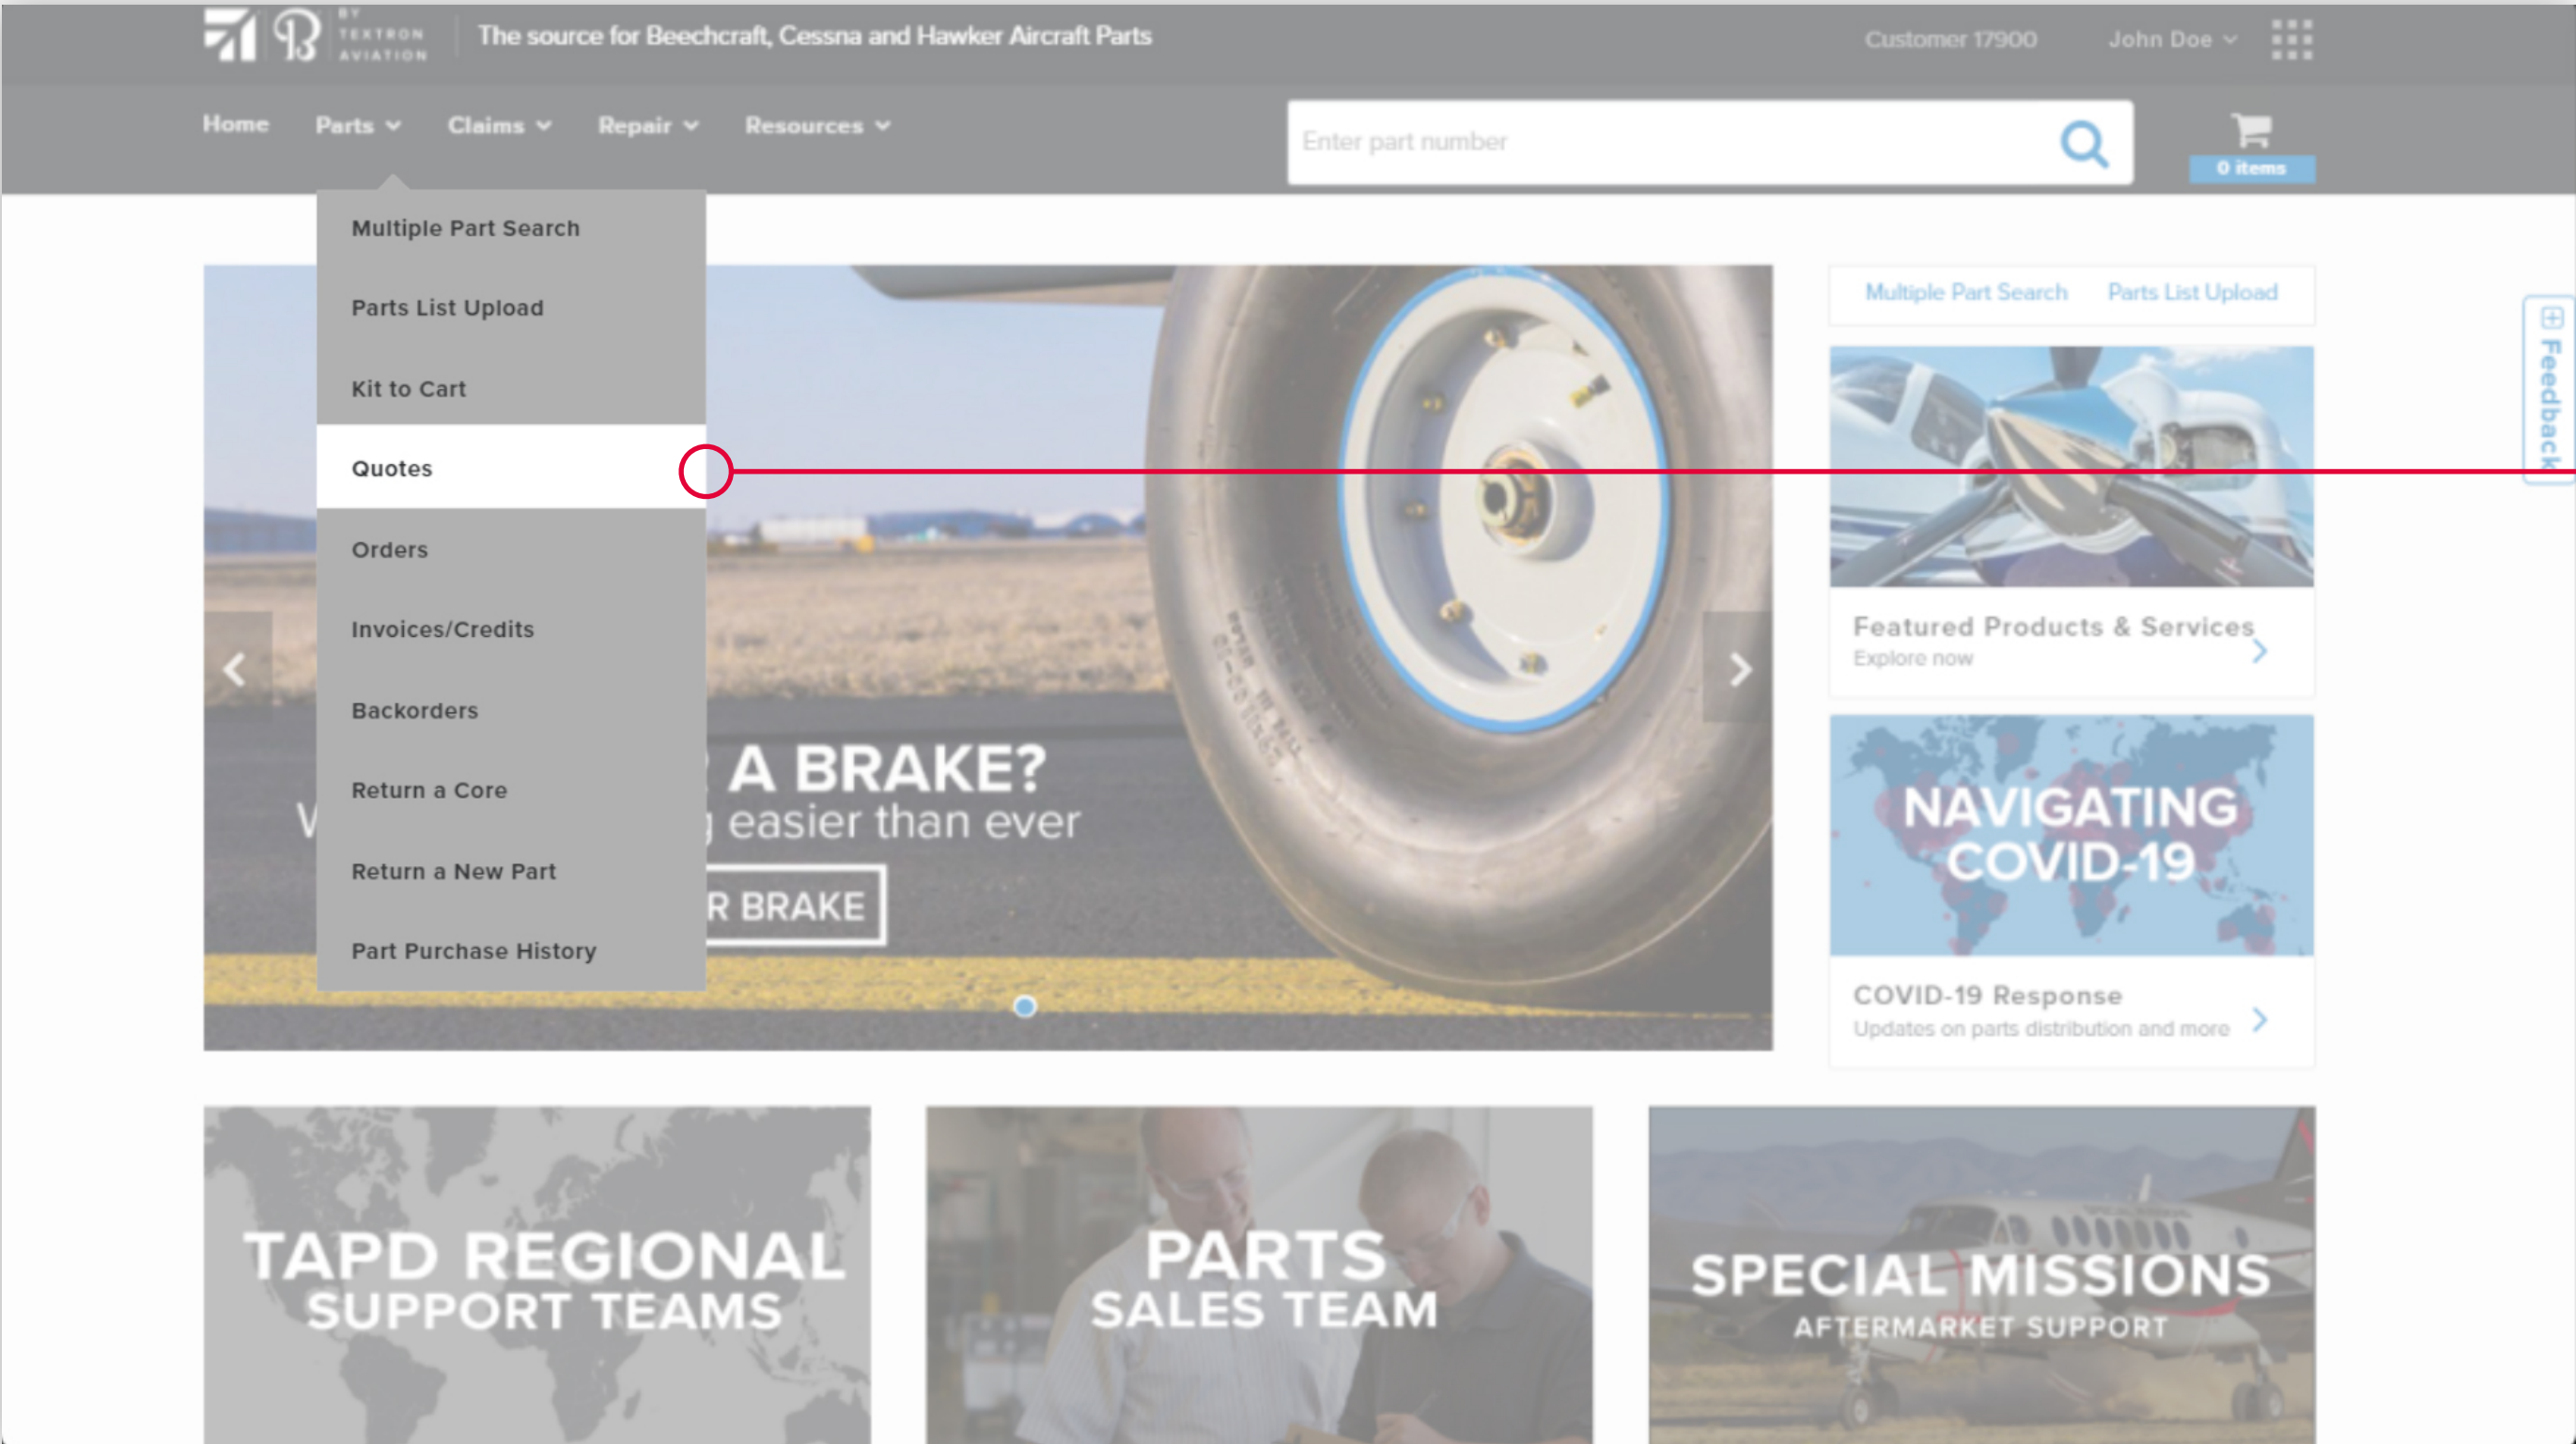 BY
TEXTRON
AVIATION
The source for Beechcraft, Cessna and Hawker Aircraft Parts
Customer 17900
John Doe
Home
Parts
Claims
Repair
Resources
Enter part number
0 items
Multiple Part Search
Parts List Upload
Kit to Cart
Quotes
Orders
Invoices/Credits
Backorders
Return a Core
Return a New Part
Part Purchase History
A BRAKE?
easier than ever
BRAKE
Multiple Part Search
Parts List Upload
Feedback
Featured Products & Services
Explore now
NAVIGATING
COVID-19
COVID-19 Response
Updates on parts distribution and more
TAPD REGIONAL
SUPPORT TEAMS
PARTS
SALES TEAM
SPECIAL MISSIONS
AFTERMARKET SUPPORT